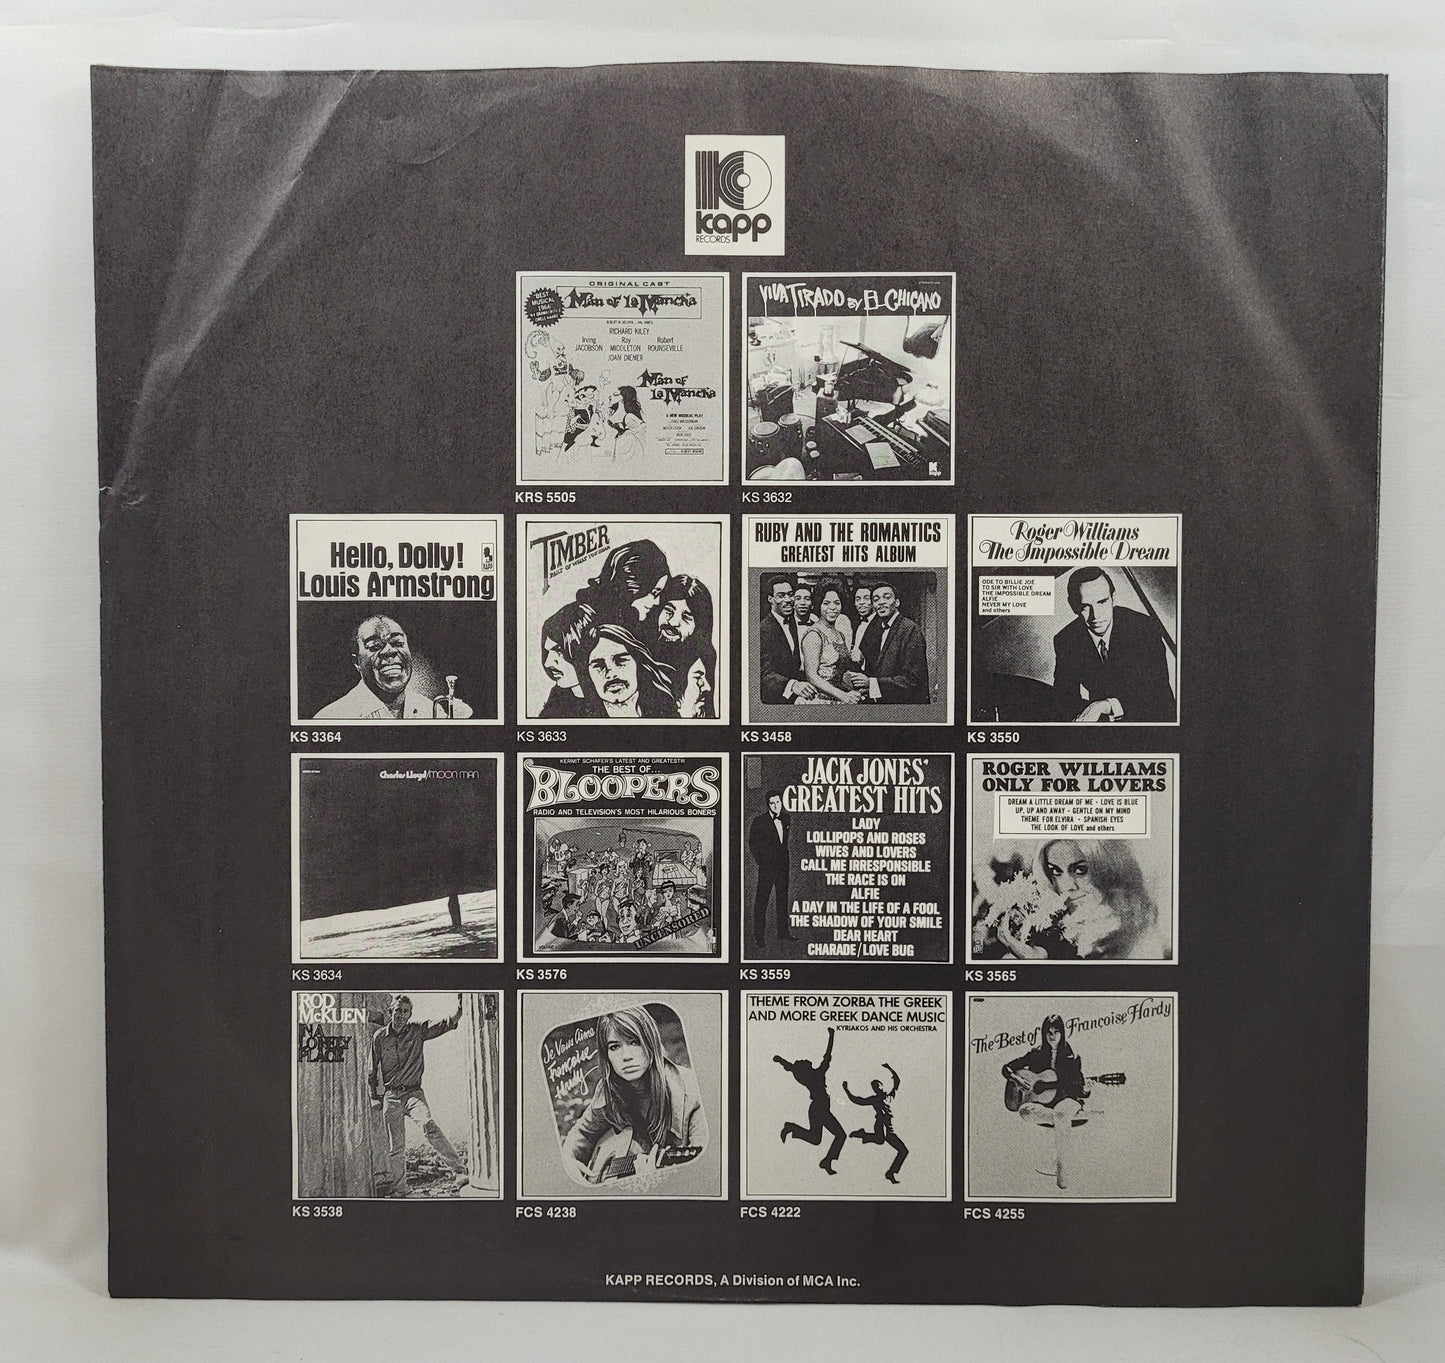 Kapp
RECORDS
ORIGINAL CAST
"BEST
MUSICAL
1966"
Man of La Mancha
RICHARD KILEY
Irving Ray Robert
JACOBSON MIDDLETON ROUNSEVILLE
JOAN DIENER
Man of
La Mancha
A NEW MUSICAL PLAY
KRS 5505
VIVA TIRADO BY EL CHICANO
Kapp
KS 3632
Hello, Dolly!
Louis Armstrong
KS 3364
TIMBER
PART OF WHAT YOU HEAR
KS 3633
RUBY AND THE ROMANTICS
GREATEST HITS ALBUM
KS 3458
Roger Williams
The Impossible Dream
ODE TO BILLIE JOE
TO SIR WITH LOVE
THE IMPOSSIBLE DREAM
ALFIE
NEVER MY LOVE
and others
KS 3550
Charles Lloyd/moon man
KS 3634
KERMIT SCHAFER'S LATEST AND GREATEST!!!
THE BEST OF...
BLOOPERS
RADIO AND TELEVISION'S MOST HILARIOUS BONERS
UNCENSORED
KS 3576
JACK JONES'
GREATEST HITS
LADY
LOLLIPOPS AND ROSES
WIVES AND LOVERS
CALL ME IRRESPONSIBLE
THE RACE IS ON
ALFIE
A DAY IN THE LIFE OF A FOOL
THE SHADOW OF YOUR SMILE
DEAR HEART
CHARADE/LOVE BUG
KS 3559
ROGER WILLIAMS
ONLY FOR LOVERS
DREAM A LITTLE DREAM OF ME - LOVE IS BLUE
UP, UP AND AWAY - GENTLE ON MY MIND
THEME FOR ELVIRA - SPANISH EYES
THE LOOK OF LOVE and others
KS 3565
ROD
McKUEN
IN A
LONELY
PLACE
KS 3538
Je Vous Aime
Francoise
Hardy
FCS 4238
THEME FROM ZORBA THE GREEK
AND MORE GREEK DANCE MUSIC
KYRIAKOS AND HIS ORCHESTRA
FCS 4222
The Best of Francoise Hardy
FCS 4255
KAPP RECORDS, A Division of MCA Inc.